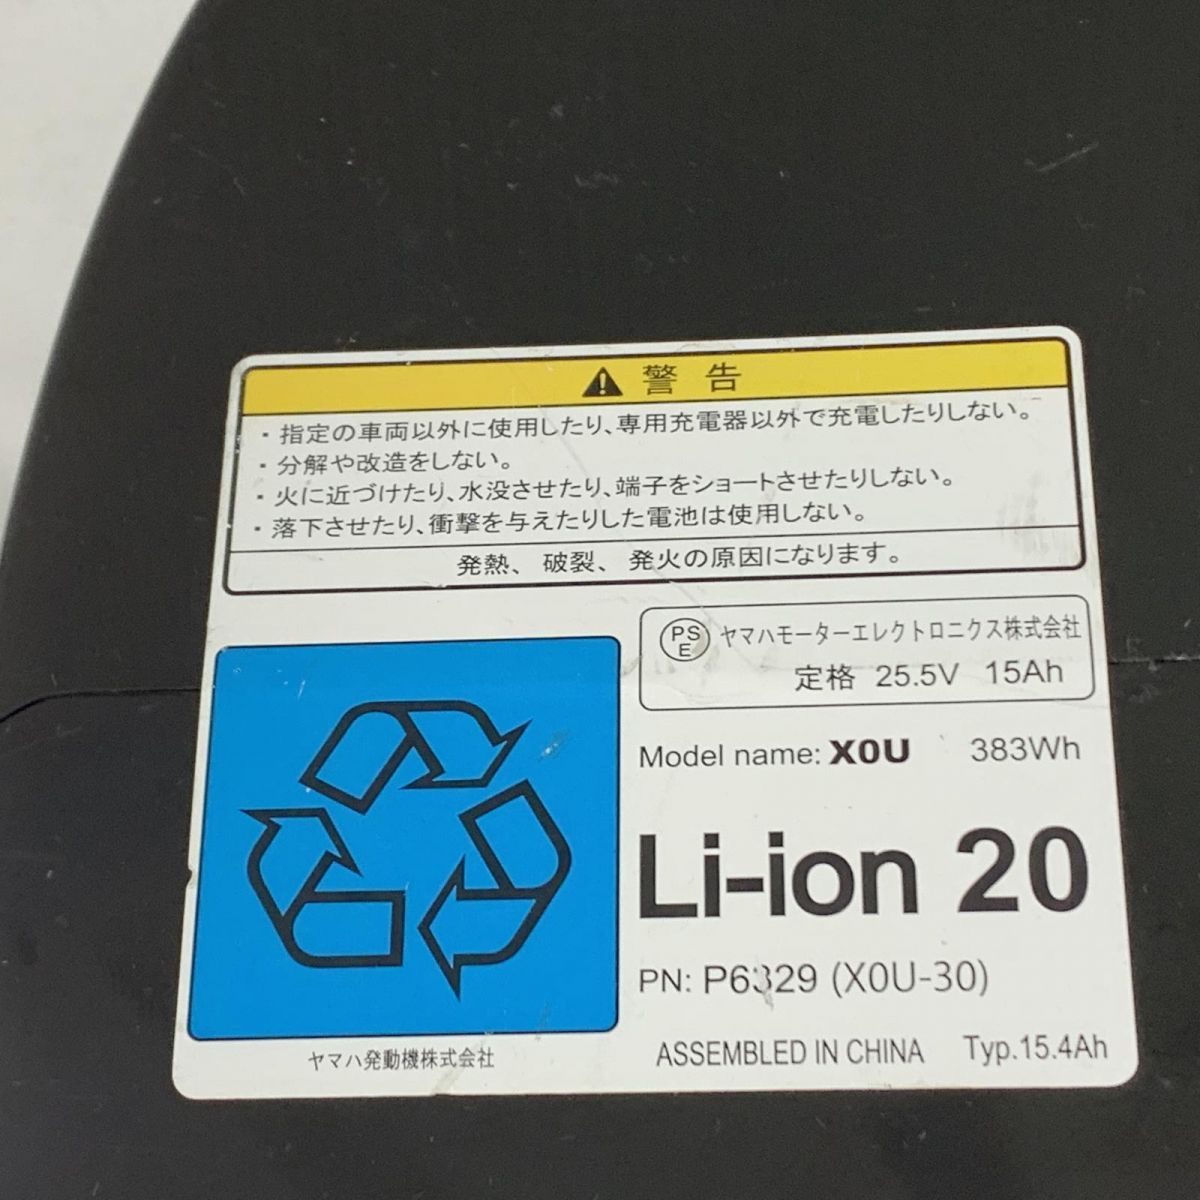 警告
・指定の車両以外に使用したり、専用充電器以外で充電したりしない。
・分解や改造をしない。
・火に近づけたり、水没させたり、端子をショートさせたりしない。
・落下させたり、衝撃を与えたりした電池は使用しない。
発熱、破裂、発火の原因になります。
PS
E
ヤマハモーターエレクトロニクス株式会社
定格 25.5V 15Ah
Model name: X0U 383Wh
Li-ion 20
PN: P6329 (X0U-30)
ASSEMBLED IN CHINA Typ.15.4Ah
ヤマハ発動機株式会社